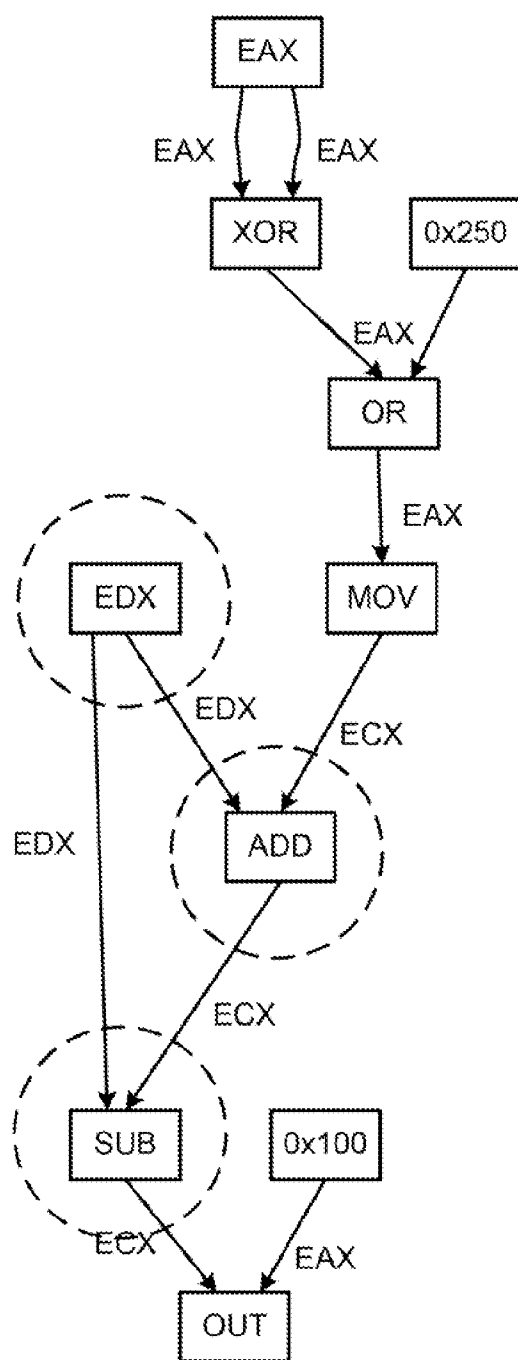 EAX
EAX EAX
XOR 0x250
EAX
OR
EAX
EDX MOV
EDX ECX
EDX ADD
ECX
SUB 0x100
ECX EAX
OUT